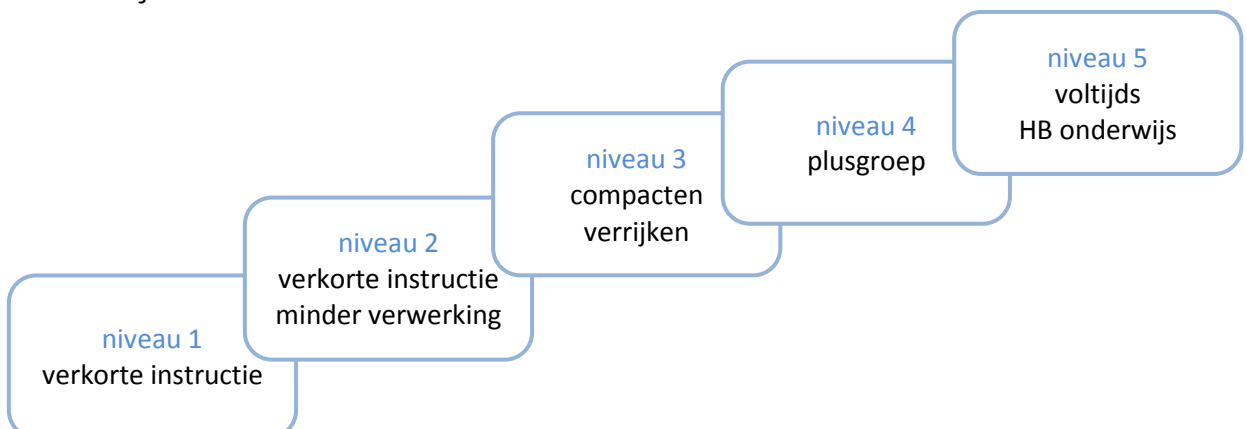 niveau 1
verkorte instructie
niveau 2
verkorte instructie
minder verwerking
niveau 3
compacten
verrijken
niveau 4
plusgroep
niveau 5
voltijds
HB onderwijs